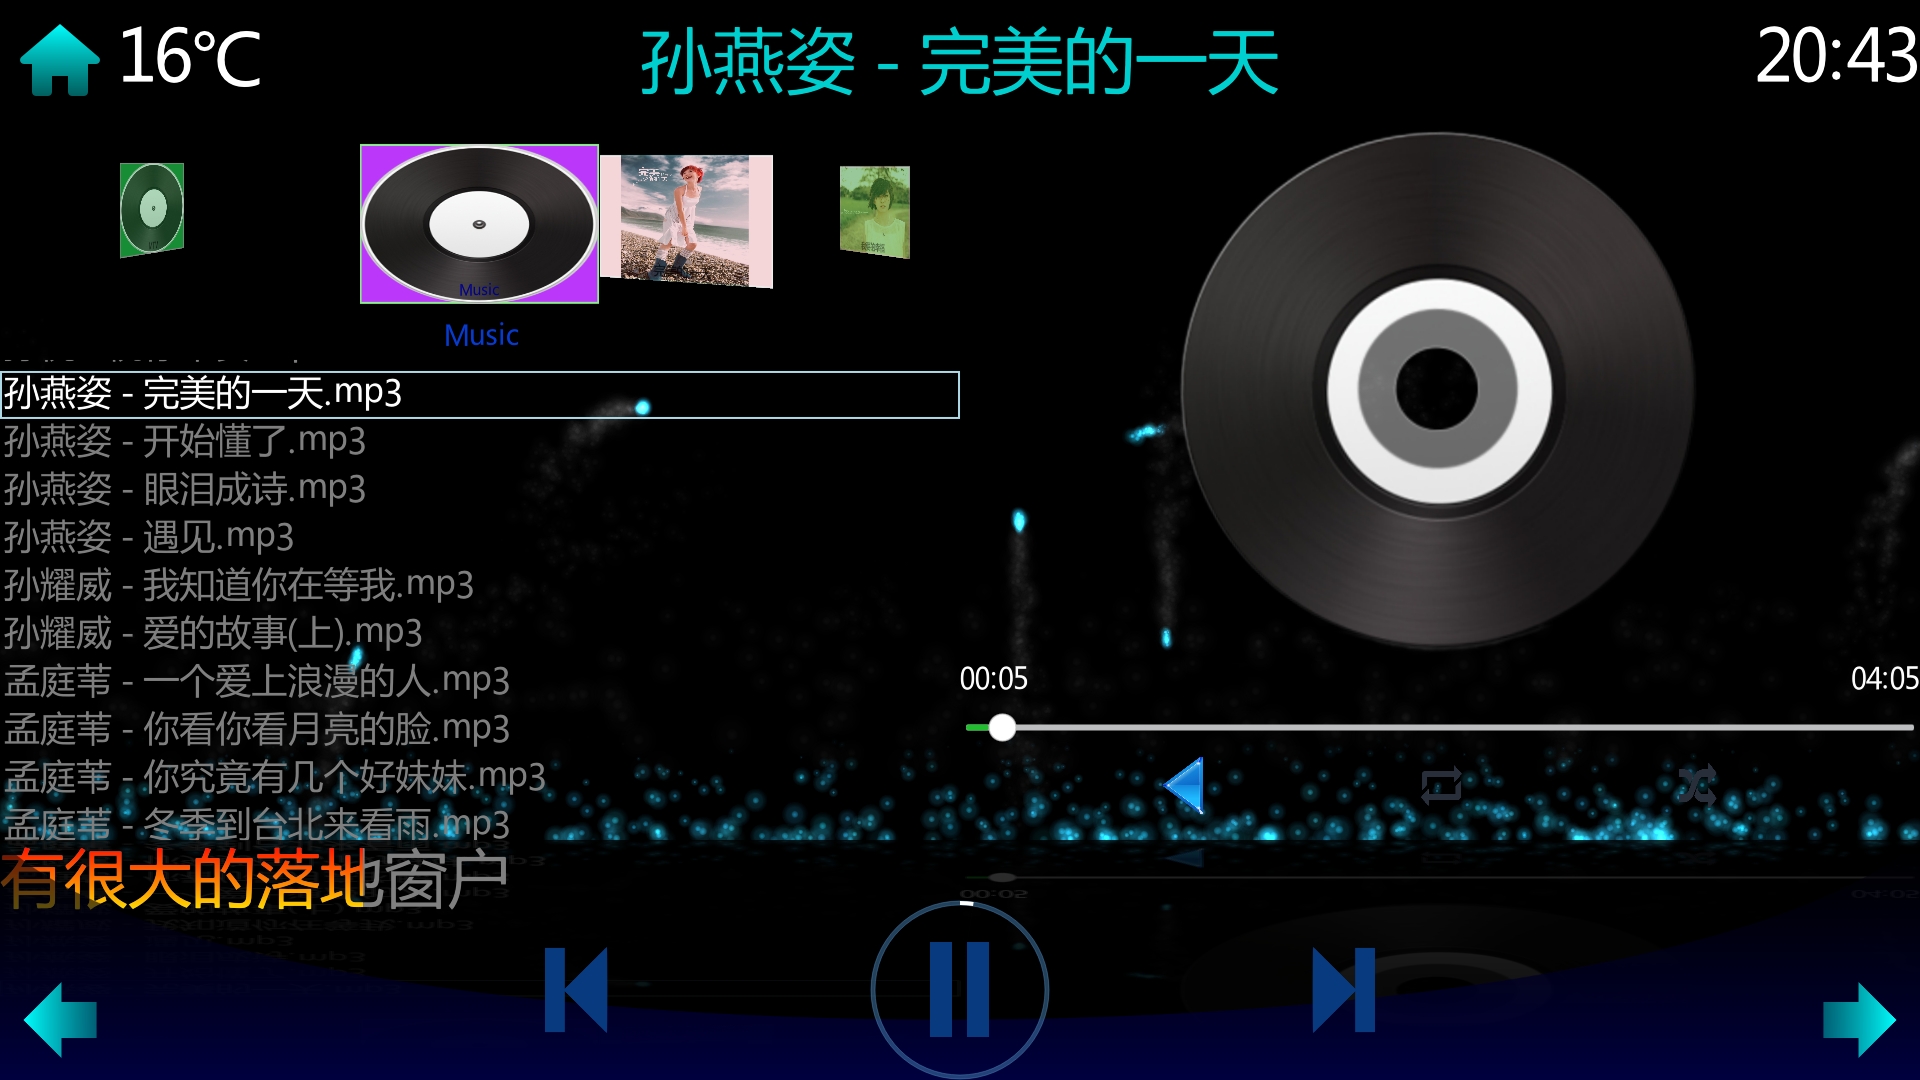 16℃
孙燕姿 - 完美的一天
20:43
完美
Music
Music
孙燕姿 - 完美的一天.mp3
孙燕姿 - 开始懂了.mp3
孙燕姿 - 眼泪成诗.mp3
孙燕姿 - 遇见.mp3
孙耀威 - 我知道你在等我.mp3
孙耀威 - 爱的故事(上).mp3
孟庭苇 - 一个爱上浪漫的人.mp3
孟庭苇 - 你看你看月亮的脸.mp3
孟庭苇 - 你究竟有几个好妹妹.mp3
孟庭苇 - 冬季到台北来看雨.mp3
00:05
04:05
有很大的落地窗户